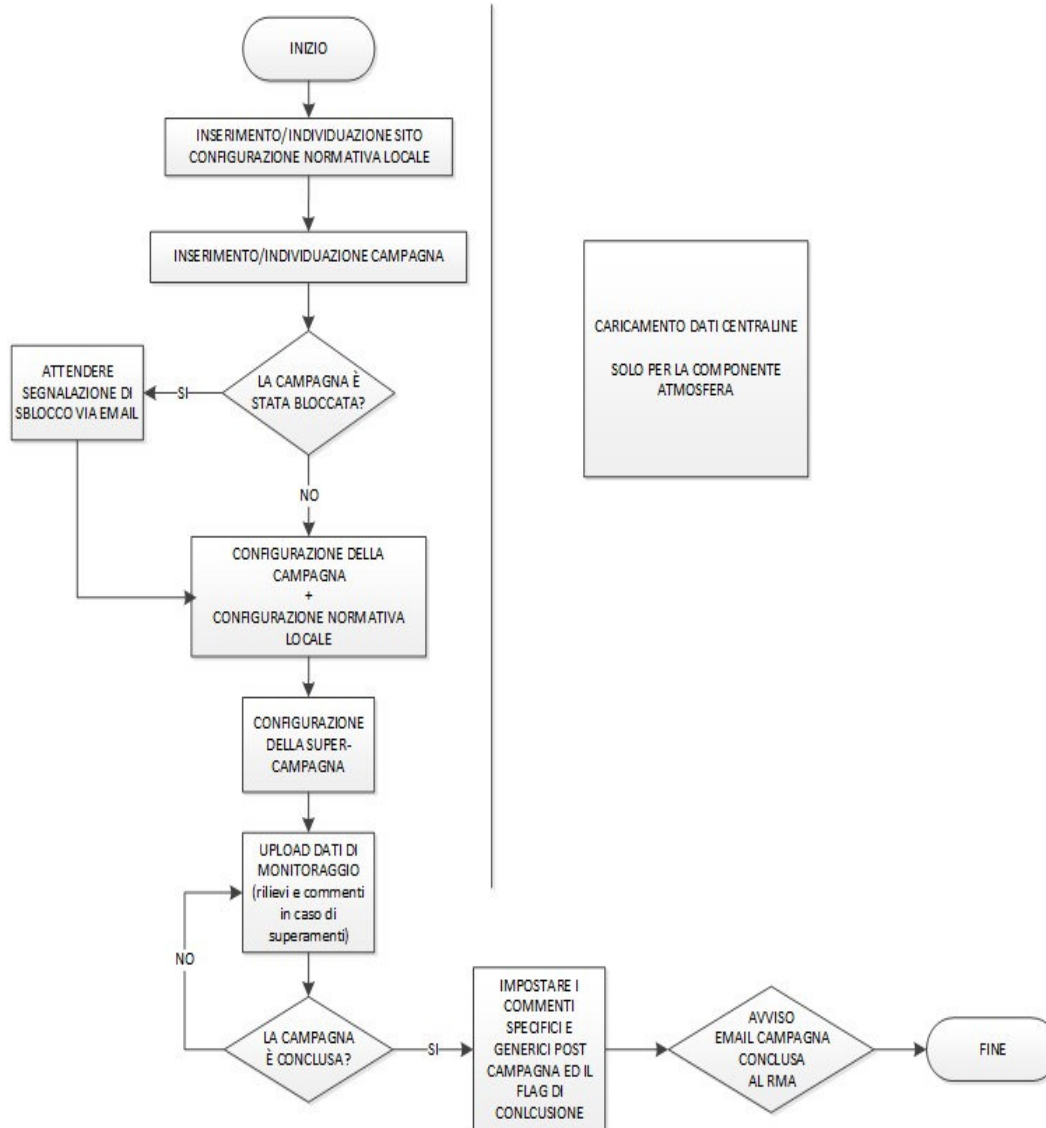 INIZIO
INSERIMENTO/INDIVIDUAZIONE SITO
CONFIGURAZIONE NORMATIVA LOCALE
INSERIMENTO/INDIVIDUAZIONE CAMPAGNA
LA CAMPAGNA È
STATA BLOCCATA?
SI
ATTENDERE
SEGNALAZIONE DI
SBLOCCO VIA EMAIL
NO
CONFIGURAZIONE DELLA
CAMPAGNA
+
CONFIGURAZIONE NORMATIVA
LOCALE
CONFIGURAZIONE
DELLA SUPER-
CAMPAGNA
UPLOAD DATI DI
MONITORAGGIO
(rilievi e commenti
in caso di
superamenti)
NO
LA CAMPAGNA
È CONCLUSA?
SI
IMPOSTARE I
COMMENTI
SPECIFICI E
GENERICI POST
CAMPAGNA ED IL
FLAG DI
CONLCUSIONE
AVVISO
EMAIL CAMPAGNA
CONCLUSA
AL RMA
FINE
CARICAMENTO DATI CENTRALINE
SOLO PER LA COMPONENTE
ATMOSFERA